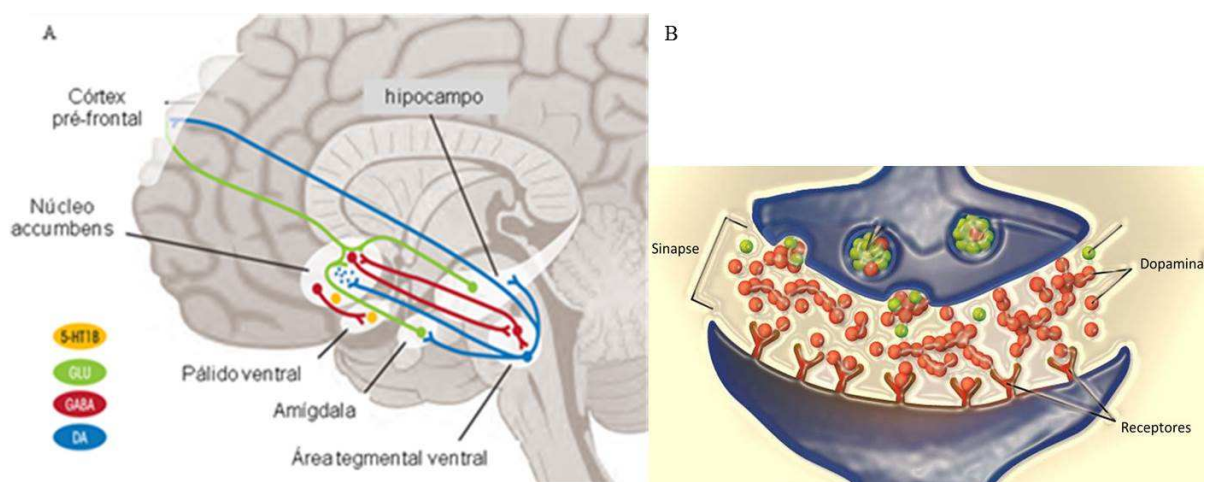 A
Córtex
pré-frontal
hipocampo
Núcleo
accumbens
5-HT1B
GLU
GABA
DA
Pálido ventral
Amígdala
Área tegmental ventral
B
Sinapse
Dopamina
Receptores